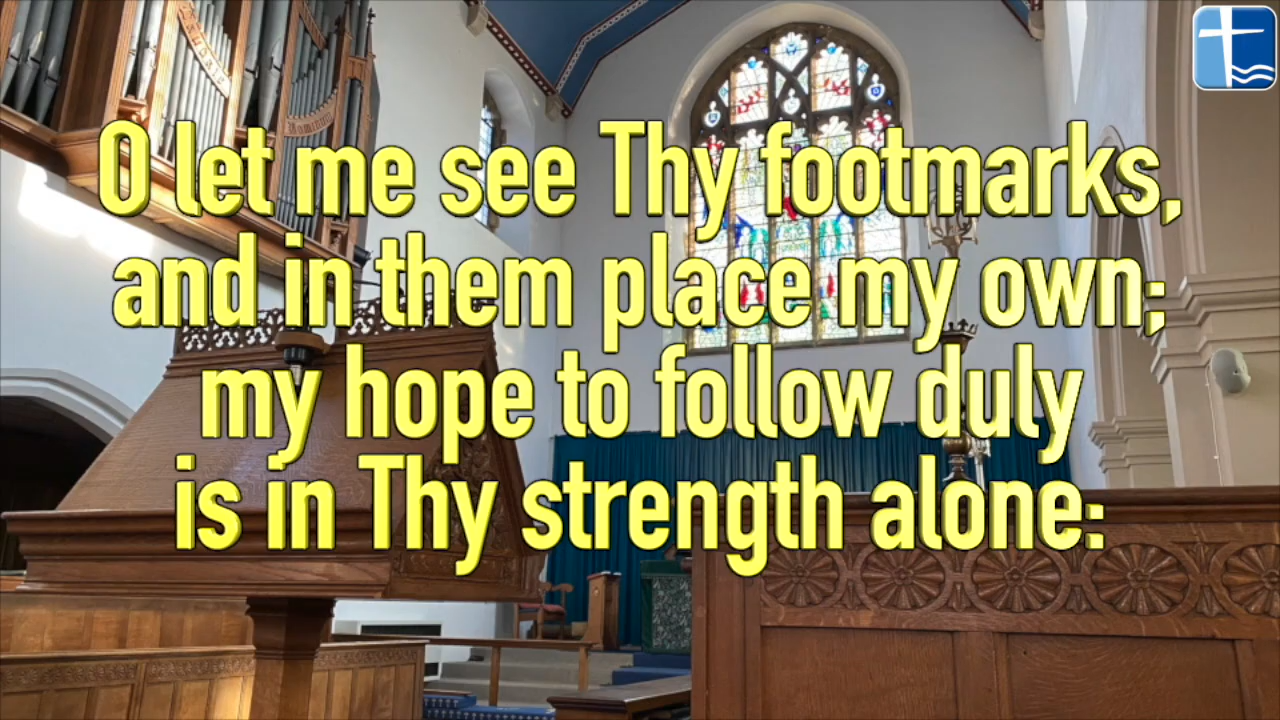 O let me see Thy footmarks,
and in them place my own;
my hope to follow duly
is in Thy strength alone: